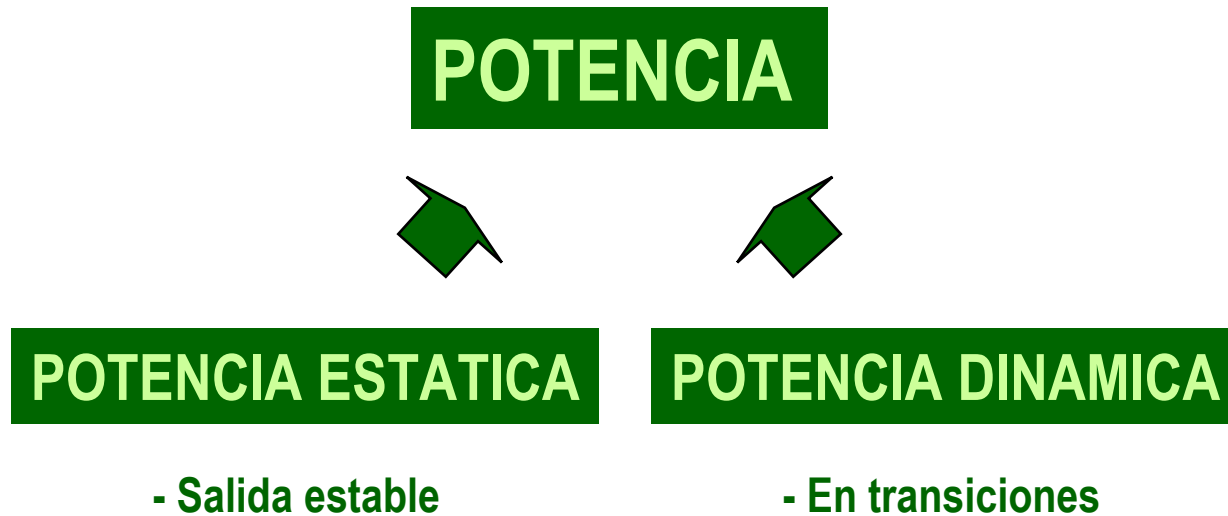 POTENCIA
POTENCIA ESTATICA
POTENCIA DINAMICA
- Salida estable
- En transiciones